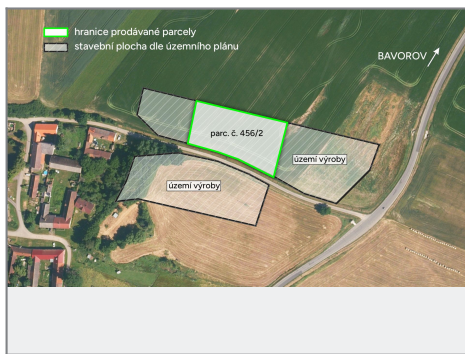 hranice prodávané parcely
stavební plocha dle územního plánu
BAVOROV
parc. č. 456/2
území výroby
území výroby